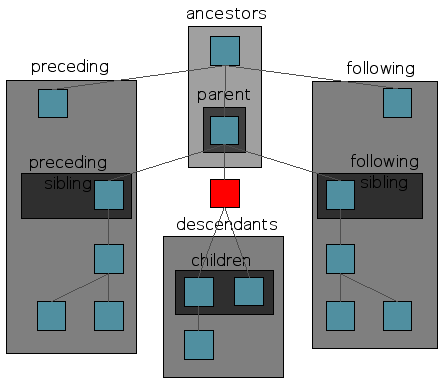 ancestors
preceding
following
parent
preceding
sibling
following
sibling
descendants
children